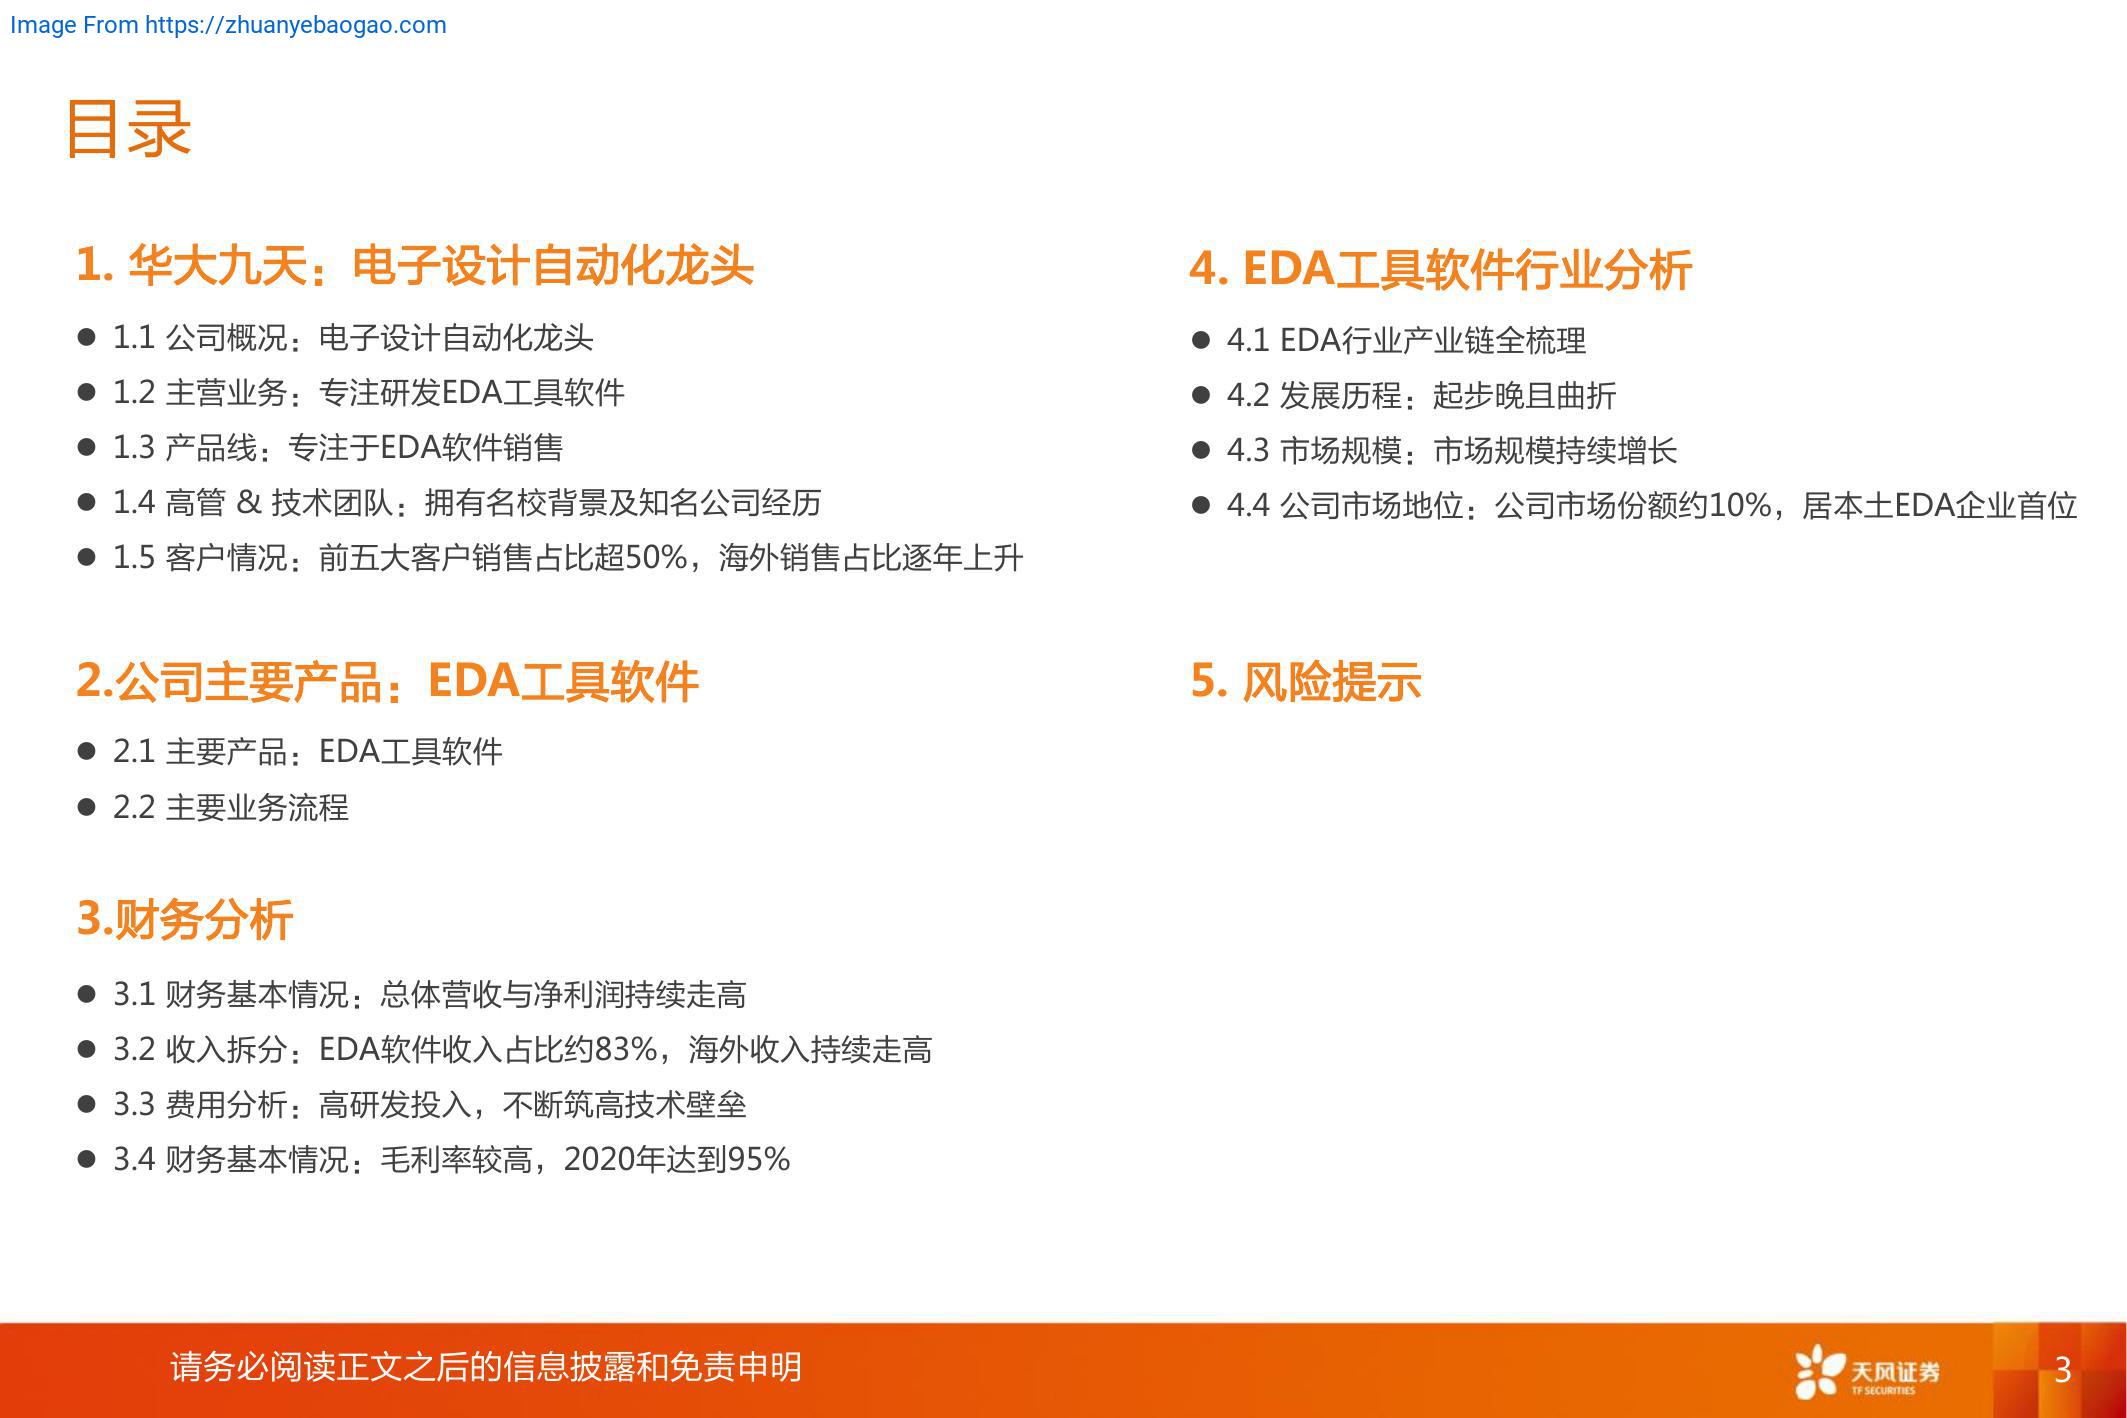 Image From https://zhuanyebaogao.com
目录
1. 华大九天：电子设计自动化龙头
● 1.1 公司概况：电子设计自动化龙头
● 1.2 主营业务：专注研发EDA工具软件
● 1.3 产品线：专注于EDA软件销售
● 1.4 高管 & 技术团队：拥有名校背景及知名公司经历
● 1.5 客户情况：前五大客户销售占比超50%，海外销售占比逐年上升
2.公司主要产品：EDA工具软件
● 2.1 主要产品：EDA工具软件
● 2.2 主要业务流程
3.财务分析
● 3.1 财务基本情况：总体营收与净利润持续走高
● 3.2 收入拆分：EDA软件收入占比约83%，海外收入持续走高
● 3.3 费用分析：高研发投入，不断筑高技术壁垒
● 3.4 财务基本情况：毛利率较高，2020年达到95%
4. EDA工具软件行业分析
● 4.1 EDA行业产业链全梳理
● 4.2 发展历程：起步晚且曲折
● 4.3 市场规模：市场规模持续增长
● 4.4 公司市场地位：公司市场份额约10%，居本土EDA企业首位
5. 风险提示
请务必阅读正文之后的信息披露和免责申明
天风证券
TF SECURITIES
3